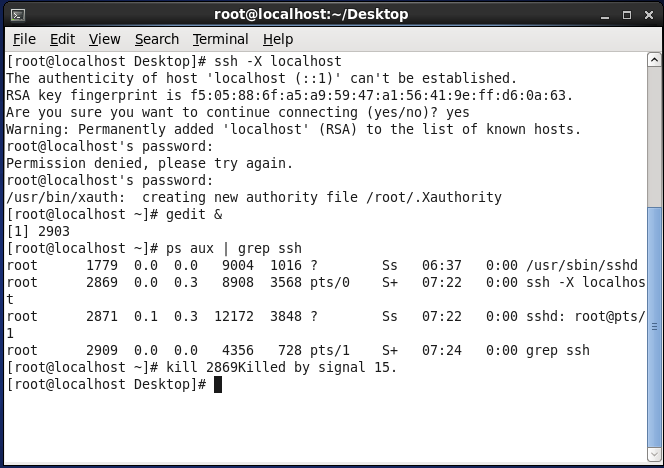 root@localhost:~/Desktop
File Edit View Search Terminal Help
[root@localhost Desktop]# ssh -X localhost
The authenticity of host 'localhost (::1)' can't be established.
RSA key fingerprint is f5:05:88:6f:a5:a9:59:47:a1:56:41:9e:ff:d6:0a:63.
Are you sure you want to continue connecting (yes/no)? yes
Warning: Permanently added 'localhost' (RSA) to the list of known hosts.
root@localhost's password:
Permission denied, please try again.
root@localhost's password:
/usr/bin/xauth:  creating new authority file /root/.Xauthority
[root@localhost ~]# gedit &
[1] 2903
[root@localhost ~]# ps aux | grep ssh
root      1779  0.0  0.0   9004  1016 ?        Ss   06:37   0:00 /usr/sbin/sshd
root      2869  0.0  0.3   8908  3568 pts/0    S+   07:22   0:00 ssh -X localhos
t
root      2871  0.1  0.3  12172  3848 ?        Ss   07:22   0:00 sshd: root@pts/
1
root      2909  0.0  0.0   4356   728 pts/1    S+   07:24   0:00 grep ssh
[root@localhost ~]# kill 2869Killed by signal 15.
[root@localhost Desktop]#